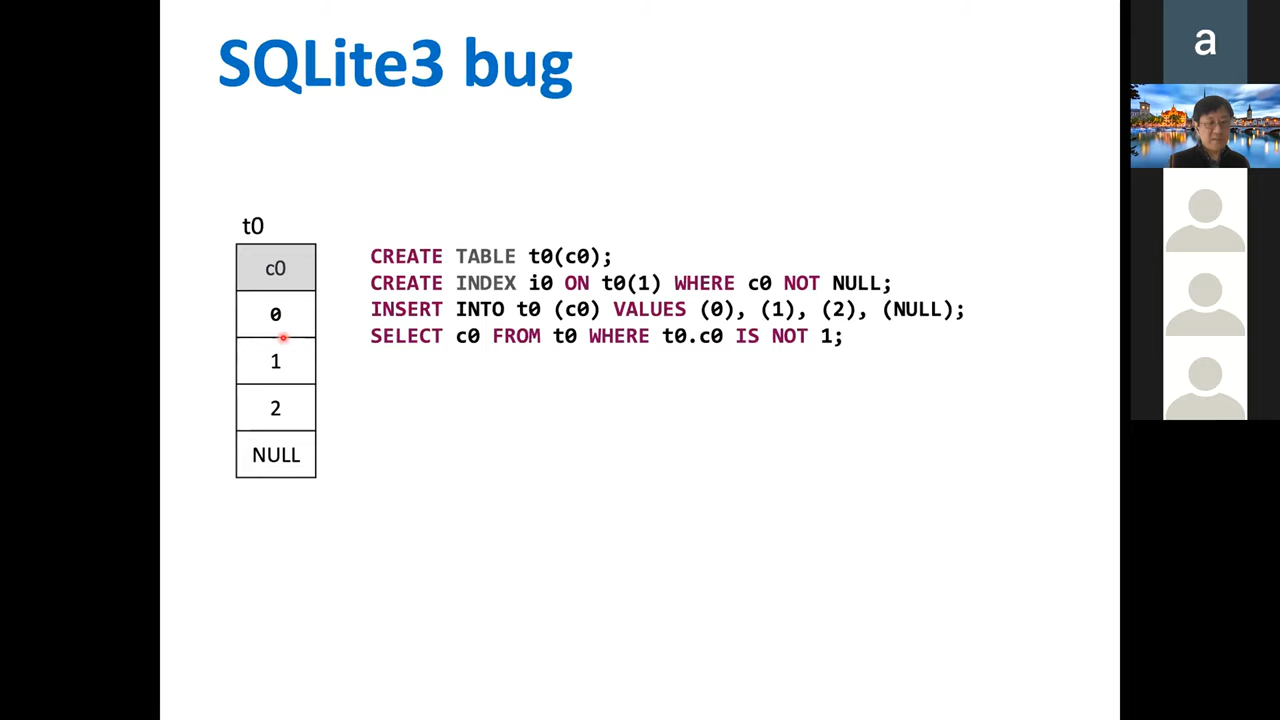 SQLite3 bug
a
t0
c0
0
1
2
NULL
CREATE TABLE t0(c0);
CREATE INDEX i0 ON t0(1) WHERE c0 NOT NULL;
INSERT INTO t0 (c0) VALUES (0), (1), (2), (NULL);
SELECT c0 FROM t0 WHERE t0.c0 IS NOT 1;